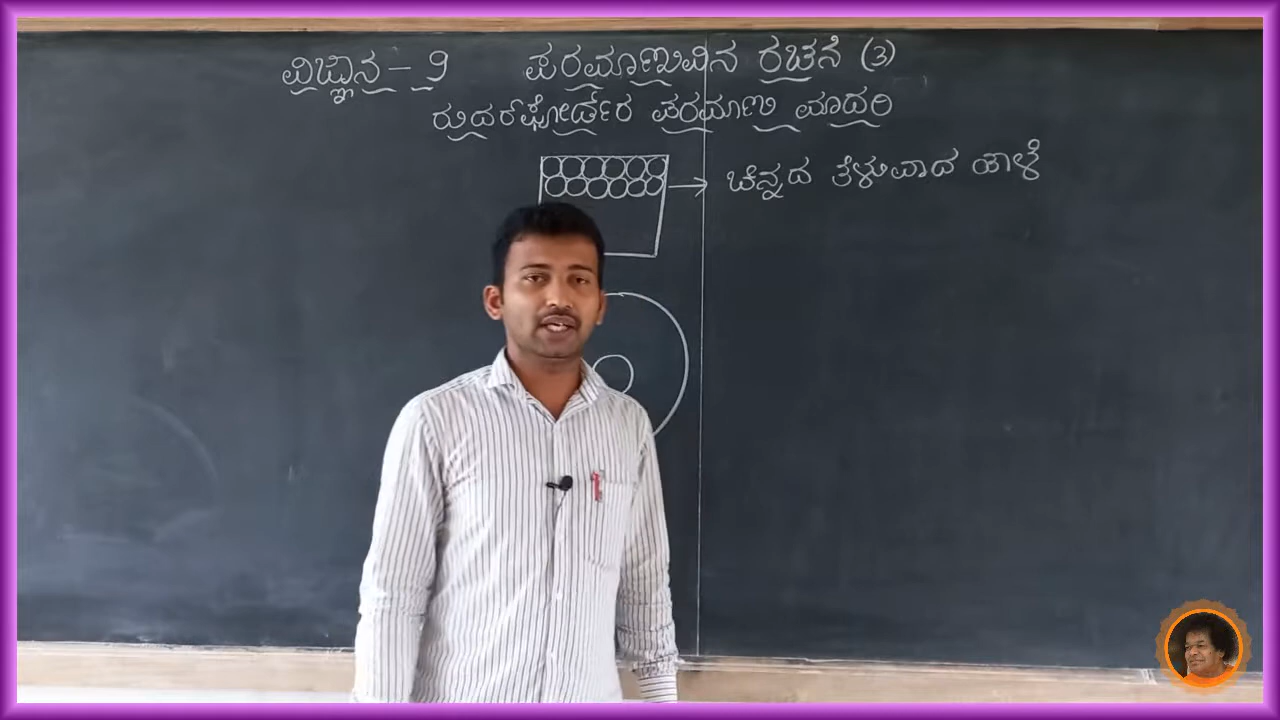 ವಿಜ್ಞಾನ - 9 ಪರಮಾಣುವಿನ ರಚನೆ (3)
ರುದರ್‌ಫೋರ್ಡ್‌ರ ಪರಮಾಣು ಮಾದರಿ
ಚಿನ್ನದ ತೆಳುವಾದ ಹಾಳೆ